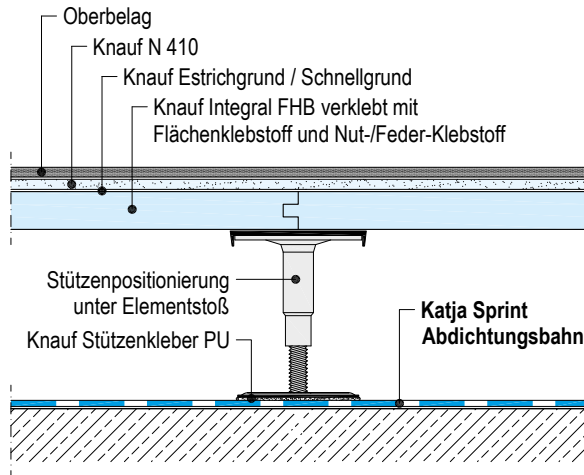 Oberbelag
Knauf N 410
Knauf Estrichgrund / Schnellgrund
Knauf Integral FHB verklebt mit
Flächenklebstoff und Nut-/Feder-Klebstoff
Stützenpositionierung
unter Elementstoß
Knauf Stützenkleber PU
Katja Sprint
Abdichtungsbahn